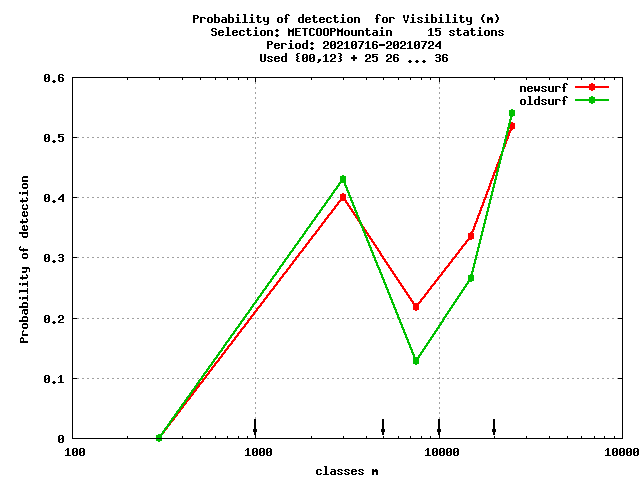 Probability of detection for Visibility (m)
Selection: METCOOPMountain 15 stations
Period: 20210716-20210724
Used {00,12} + 25 26 ... 36
0.6
newsurf
oldsurf
0.5
0.4
0.3
0.2
0.1
0
Probability of detection
100 1000 10000 10000
classes m